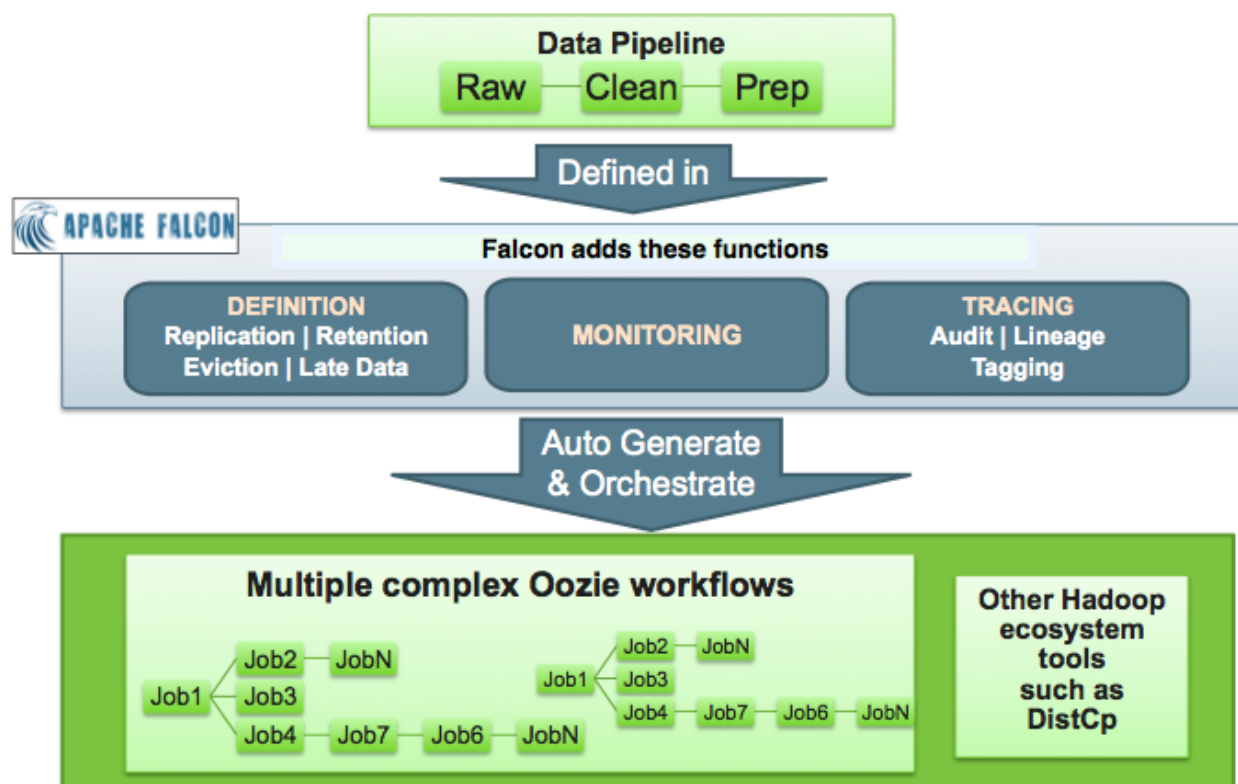 Data Pipeline
Raw Clean Prep
Defined in
APACHE FALCON
Falcon adds these functions
DEFINITION
Replication | Retention
Eviction | Late Data
MONITORING
TRACING
Audit | Lineage
Tagging
Auto Generate
& Orchestrate
Multiple complex Oozie workflows
Job2 JobN
Job1 Job3
Job4 Job7 Job6 JobN
Job2 JobN
Job1 Job3
Job4 Job7 Job6 JobN
Other Hadoop
ecosystem
tools
such as
DistCp